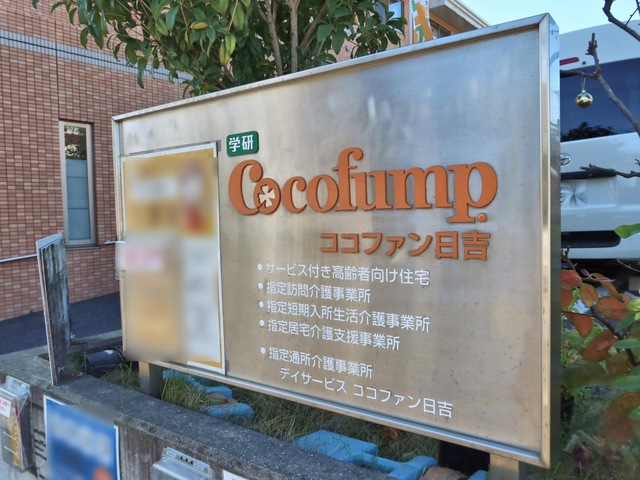 学研
Cocofump.
ココファン日吉
• サービス付き高齢者向け住宅
• 指定訪問介護事業所
• 指定短期入所生活介護事業所
• 指定居宅介護支援事業所
• 指定通所介護事業所
デイサービス ココファン日吉